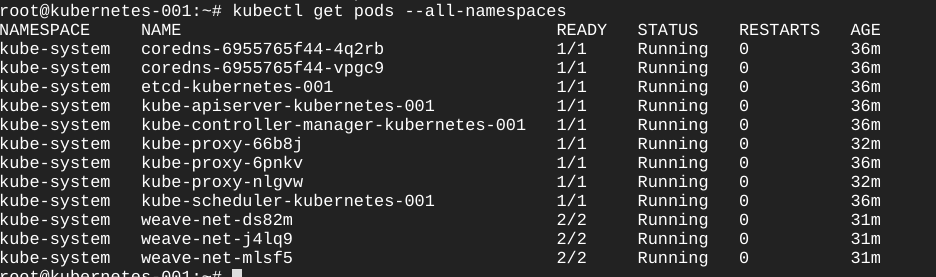 root@kubernetes-001:~# kubectl get pods --all-namespaces
NAMESPACE     NAME                                     READY   STATUS    RESTARTS   AGE
kube-system   coredns-6955765f44-4q2rb                 1/1     Running   0          36m
kube-system   coredns-6955765f44-vpgc9                 1/1     Running   0          36m
kube-system   etcd-kubernetes-001                      1/1     Running   0          36m
kube-system   kube-apiserver-kubernetes-001            1/1     Running   0          36m
kube-system   kube-controller-manager-kubernetes-001   1/1     Running   0          36m
kube-system   kube-proxy-66b8j                         1/1     Running   0          32m
kube-system   kube-proxy-6pnkv                         1/1     Running   0          36m
kube-system   kube-proxy-nlgvw                         1/1     Running   0          32m
kube-system   kube-scheduler-kubernetes-001            1/1     Running   0          36m
kube-system   weave-net-ds82m                          2/2     Running   0          31m
kube-system   weave-net-j4lq9                          2/2     Running   0          31m
kube-system   weave-net-mlsf5                          2/2     Running   0          31m
root@kubernetes-001:~#